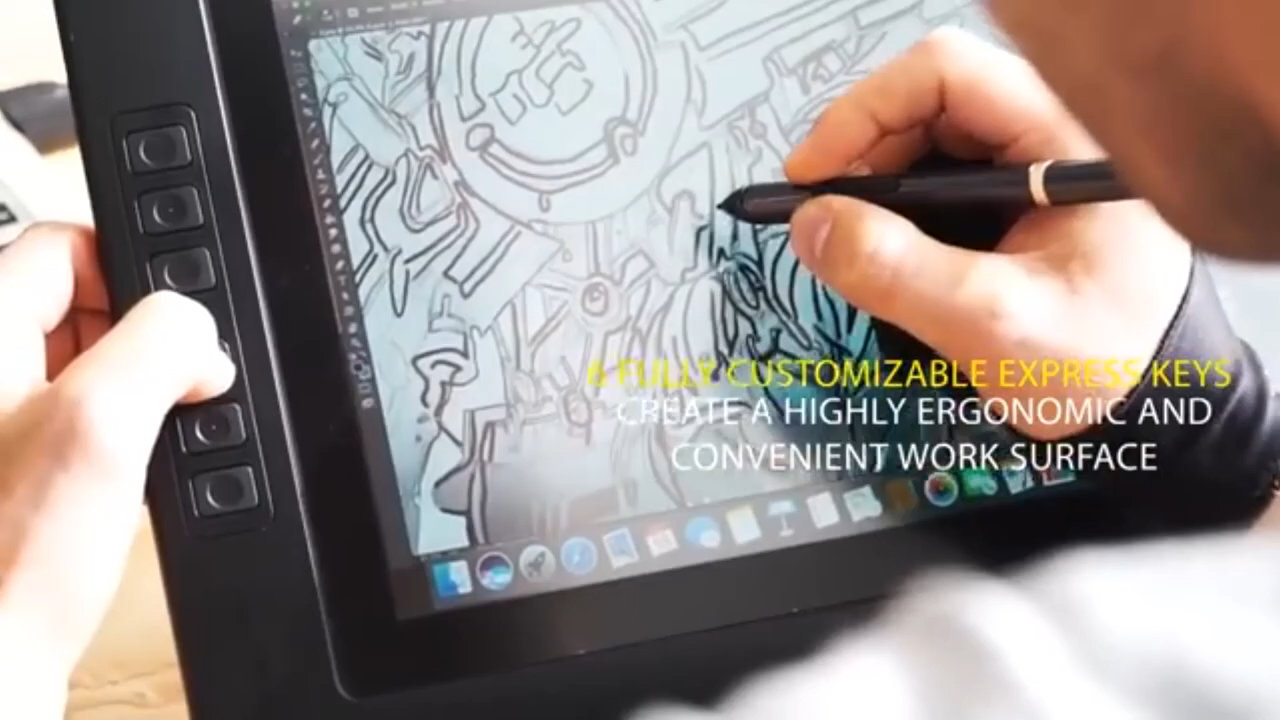 6 FULLY CUSTOMIZABLE EXPRESS KEYS
CREATE A HIGHLY ERGONOMIC AND
CONVENIENT WORK SURFACE